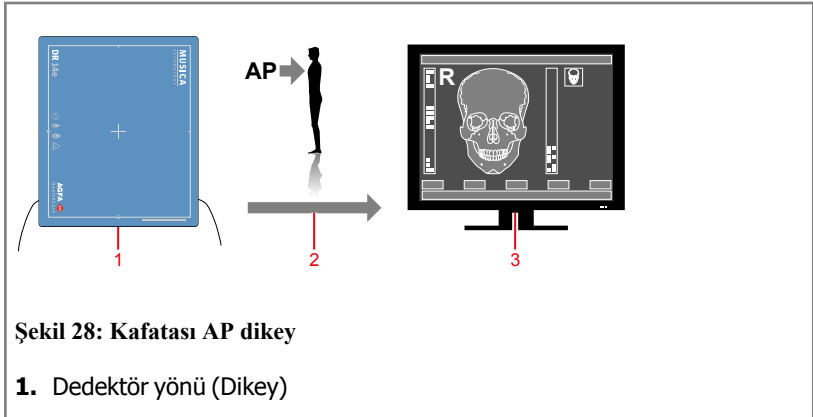 DR 14e
MUSICA
AGFA
AP
R
1
2
3
Şekil 28: Kafatası AP dikey
1. Dedektör yönü (Dikey)